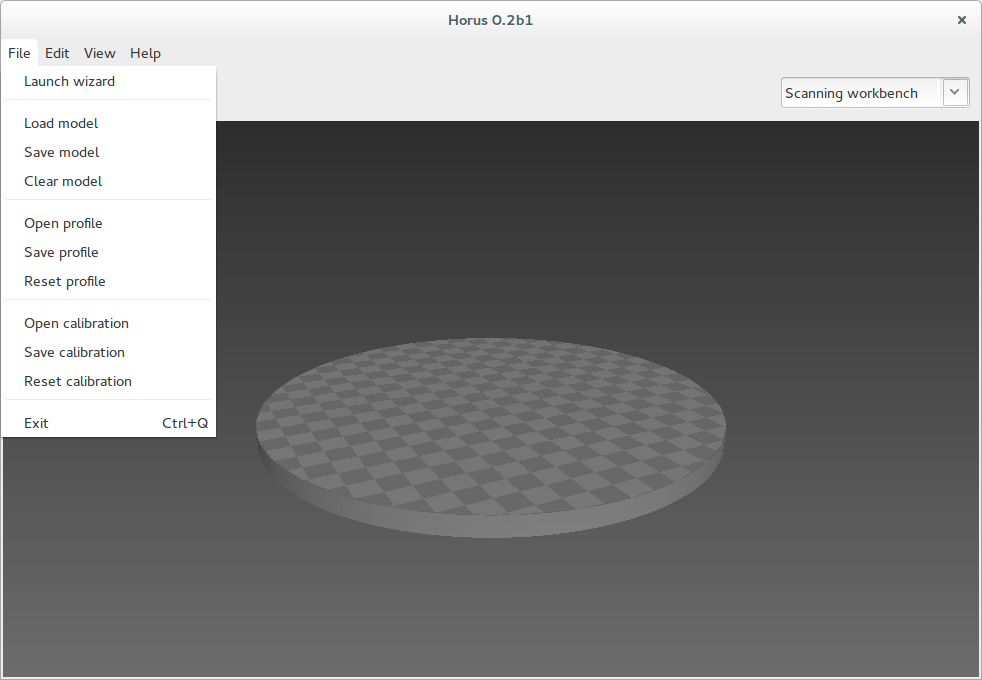 Horus 0.2b1
File Edit View Help
Launch wizard
Scanning workbench
Load model
Save model
Clear model
Open profile
Save profile
Reset profile
Open calibration
Save calibration
Reset calibration
Exit Ctrl+Q